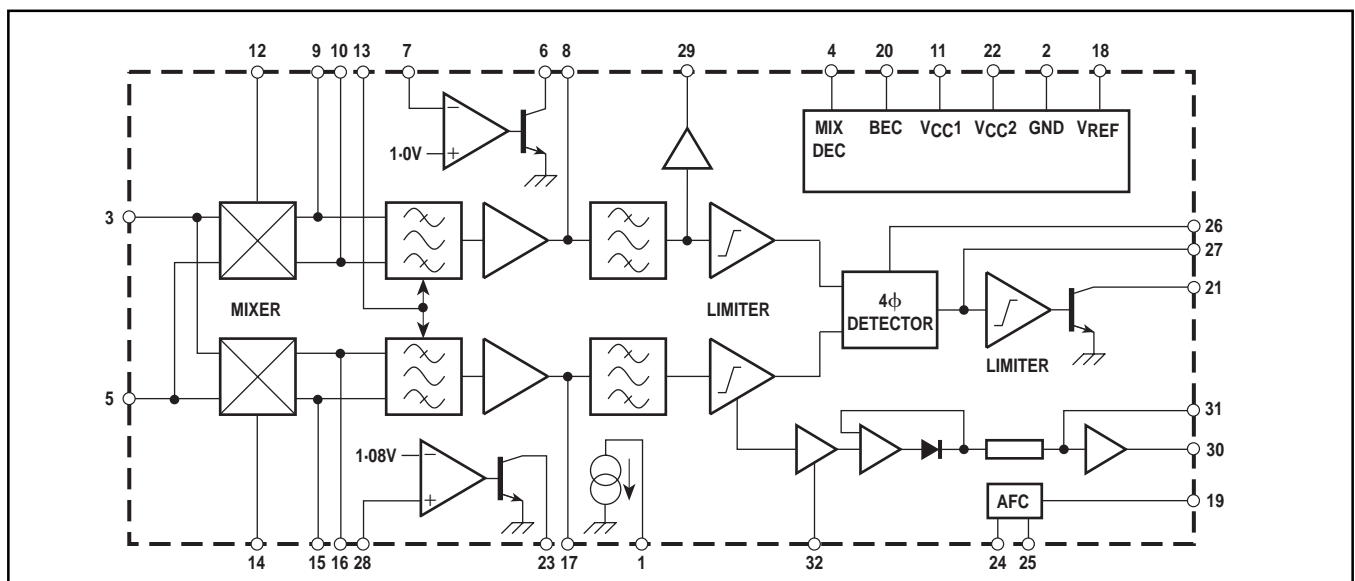 12 9 10 13 7 6 8 29 4 20 11 22 2 18
MIX DEC
BEC
VCC1
VCC2
GND
VREF
−
1·0V
+
3
26
27
21
MIXER
LIMITER
4ϕ
DETECTOR
LIMITER
5
31
30
1·08V
−
+
AFC
19
14 15 16 28 23 17 1 32 24 25